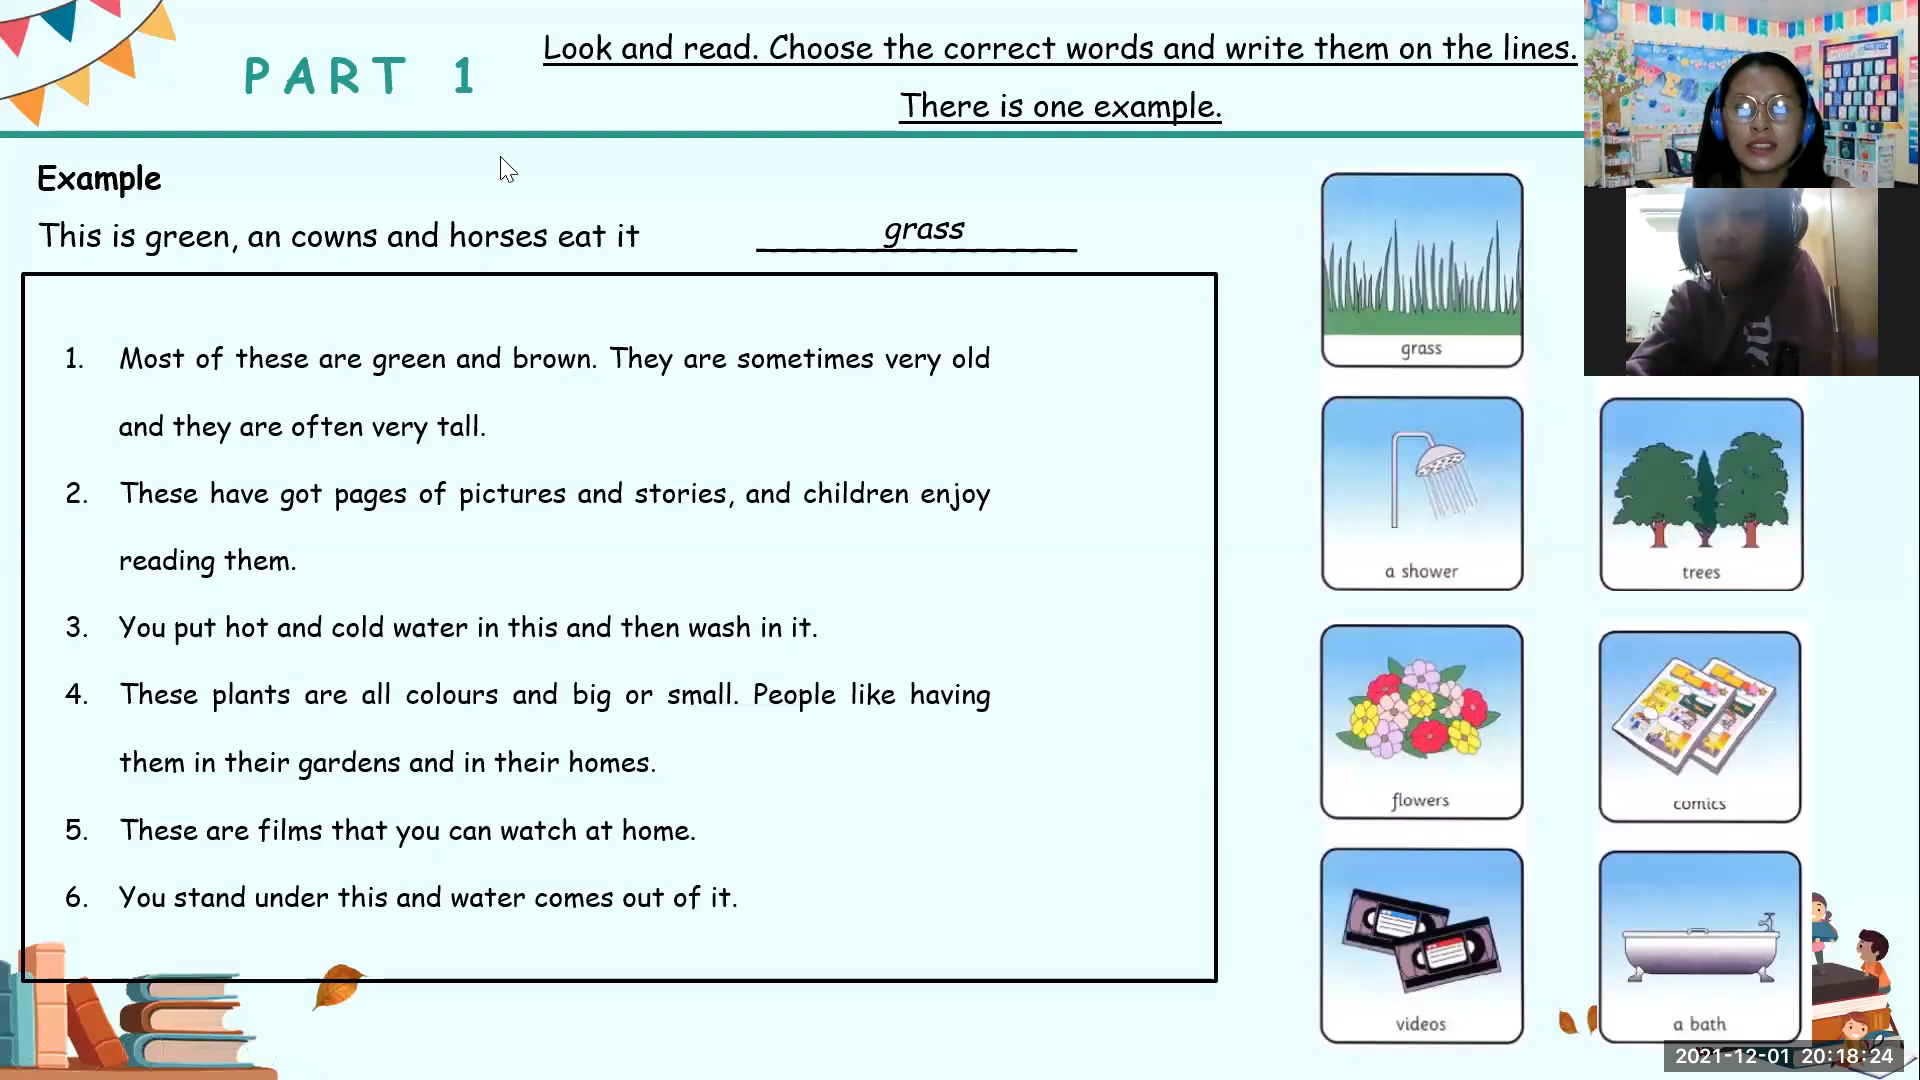 PART 1
Look and read. Choose the correct words and write them on the lines.
There is one example.
Example
This is green, an cowns and horses eat it
grass
1. Most of these are green and brown. They are sometimes very old
and they are often very tall.
2. These have got pages of pictures and stories, and children enjoy
reading them.
3. You put hot and cold water in this and then wash in it.
4. These plants are all colours and big or small. People like having
them in their gardens and in their homes.
5. These are films that you can watch at home.
6. You stand under this and water comes out of it.
grass
a shower
trees
flowers
comics
videos
a bath
2021-12-01 20:18:24